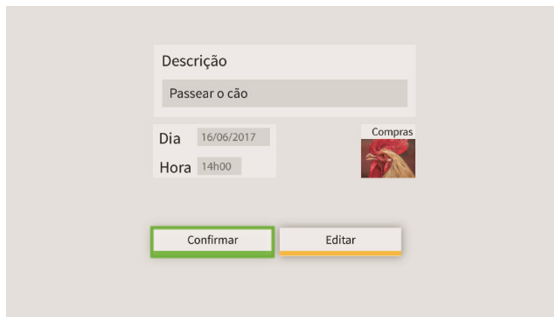 Descrição
Passear o cão
Dia 16/06/2017
Hora 14h00
Compras
Confirmar
Editar